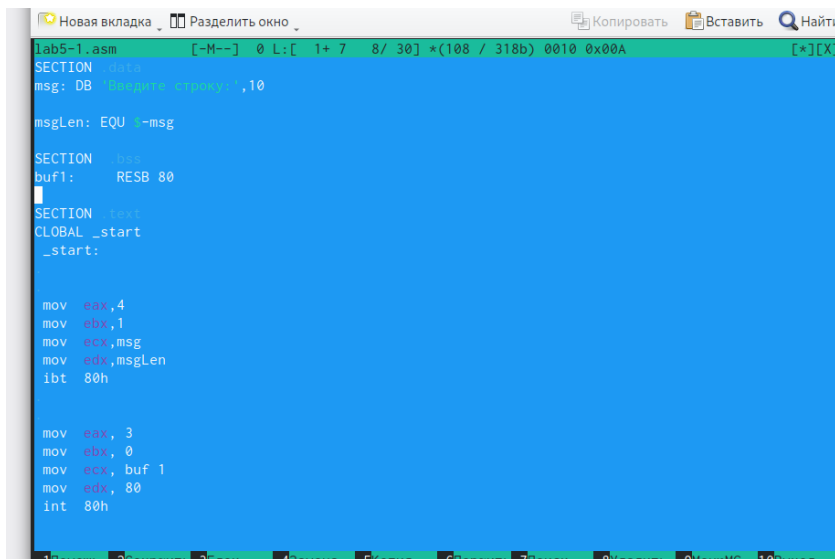 Новая вкладка Разделить окно Копировать Вставить Найти
lab5-1.asm [-M--] 0 L:[ 1+ 7 8/ 30] *(108 / 318b) 0010 0x00A [*][X]
SECTION .data
msg: DB 'Введите строку:',10
msgLen: EQU $-msg
SECTION .bss
buf1: RESB 80
SECTION .text
CLOBAL _start
_start:
mov eax,4
mov ebx,1
mov ecx,msg
mov edx,msgLen
ibt 80h
mov eax, 3
mov ebx, 0
mov ecx, buf 1
mov edx, 80
int 80h